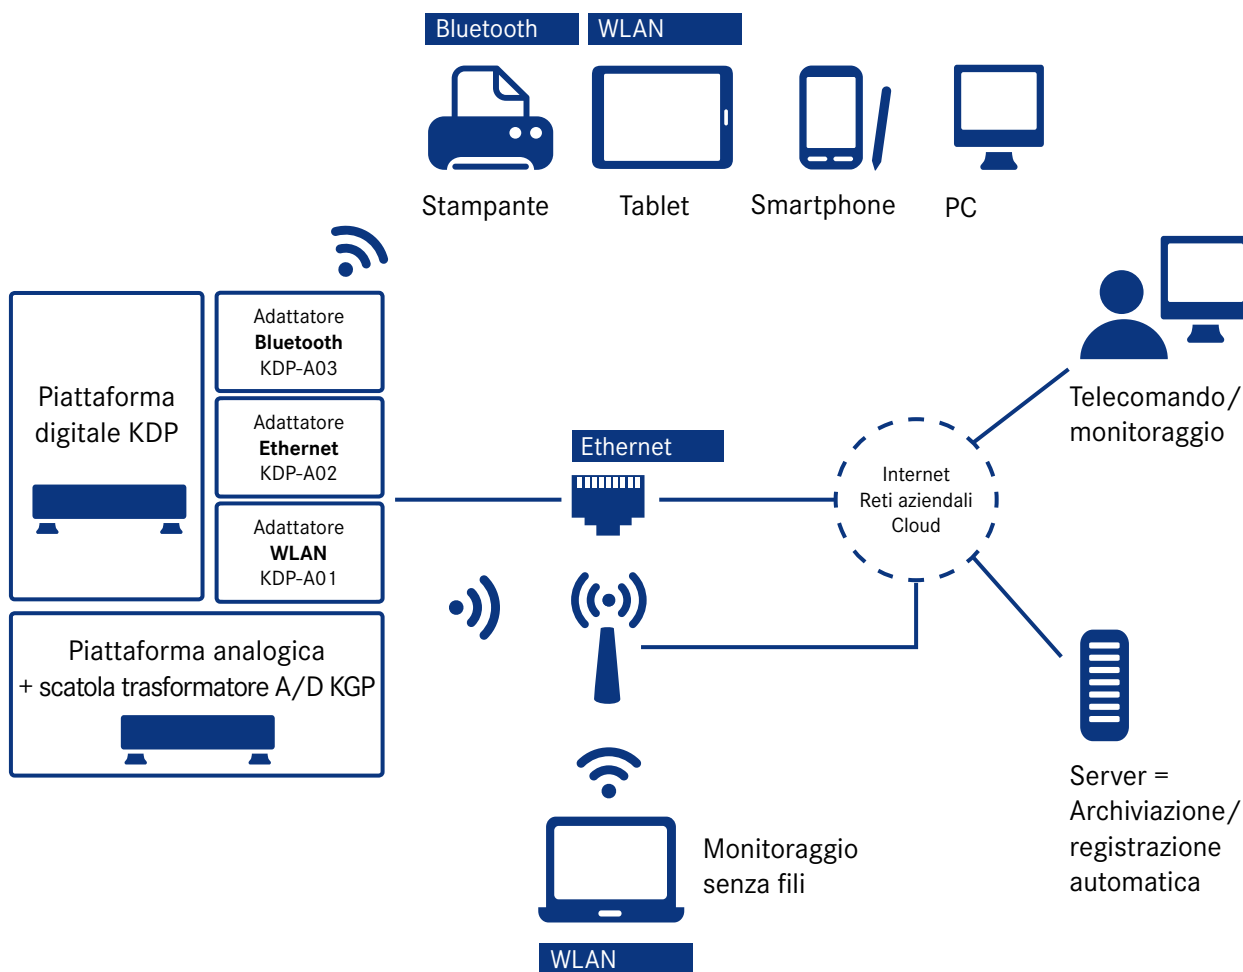 Bluetooth
WLAN
Stampante
Tablet
Smartphone
PC
Adattatore
Bluetooth
KDP-A03
Piattaforma
digitale KDP
Adattatore
Ethernet
KDP-A02
Adattatore
WLAN
KDP-A01
Piattaforma analogica
+ scatola trasformatore A/D KGP
Ethernet
Internet
Reti aziendali
Cloud
Telecomando/
monitoraggio
Server =
Archiviazione/
registrazione
automatica
Monitoraggio
senza fili
WLAN